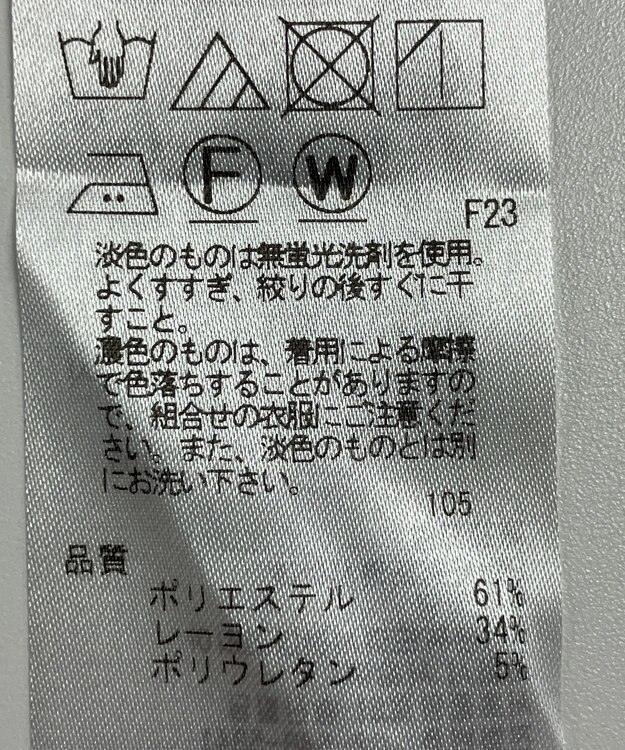 F
W
F23
淡色のものは無蛍光洗剤を使用。
よくすすぎ、絞りの後すぐに干
すこと。
濃色のものは、着用による摩擦
で色落ちすることがありますの
で、組合せの衣服にご注意くだ
さい。また、淡色のものとは別
にお洗い下さい。
105
品質
ポリエステル 61%
レーヨン 34%
ポリウレタン 5%